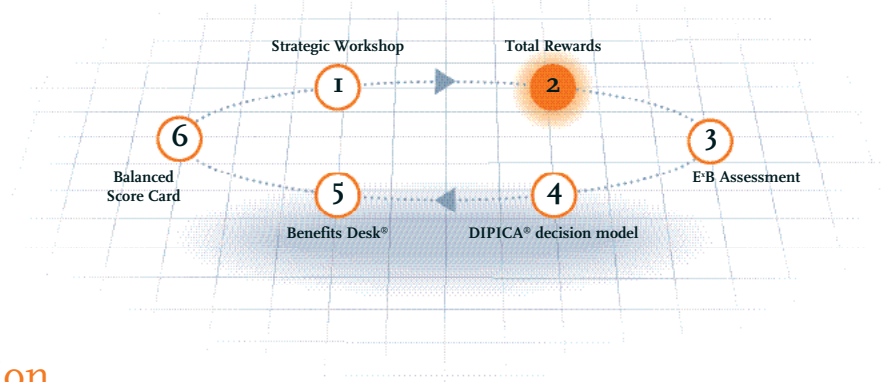 Strategic Workshop
Total Rewards
1
2
6
3
Balanced
Score Card
E²B Assessment
5
4
Benefits Desk®
DIPICA® decision model
on